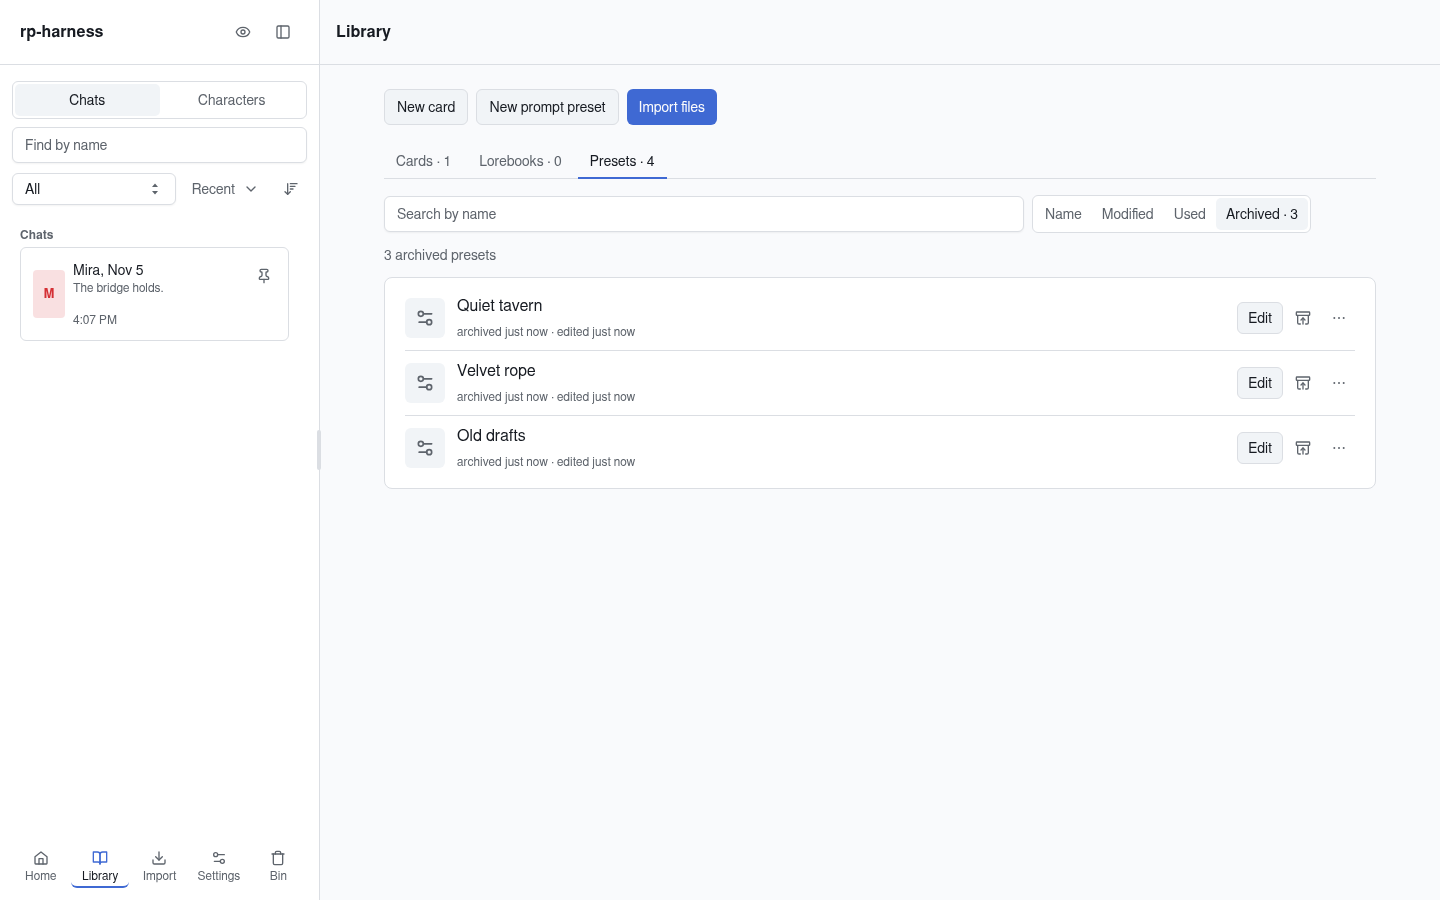 rp-harness
Library
Chats
Characters
Find by name
All
Recent
Chats
M
Mira, Nov 5
The bridge holds.
4:07 PM
New card
New prompt preset
Import files
Cards · 1
Lorebooks · 0
Presets · 4
Search by name
Name
Modified
Used
Archived · 3
3 archived presets
Quiet tavern
archived just now · edited just now
Edit
Velvet rope
archived just now · edited just now
Edit
Old drafts
archived just now · edited just now
Edit
Home
Library
Import
Settings
Bin